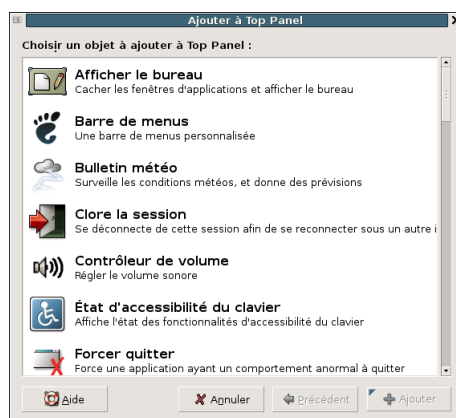 Ajouter à Top Panel
Choisir un objet à ajouter à Top Panel :
Afficher le bureau
Cacher les fenêtres d'applications et afficher le bureau
Barre de menus
Une barre de menus personnalisée
Bulletin météo
Surveille les conditions météos, et donne des prévisions
Clore la session
Se déconnecte de cette session afin de se reconnecter sous un autre i
Contrôleur de volume
Régler le volume sonore
État d'accessibilité du clavier
Affiche l'état des fonctionnalités d'accessibilité du clavier
Forcer quitter
Force une application ayant un comportement anormal à quitter
Aide
Annuler
Précédent
Ajouter